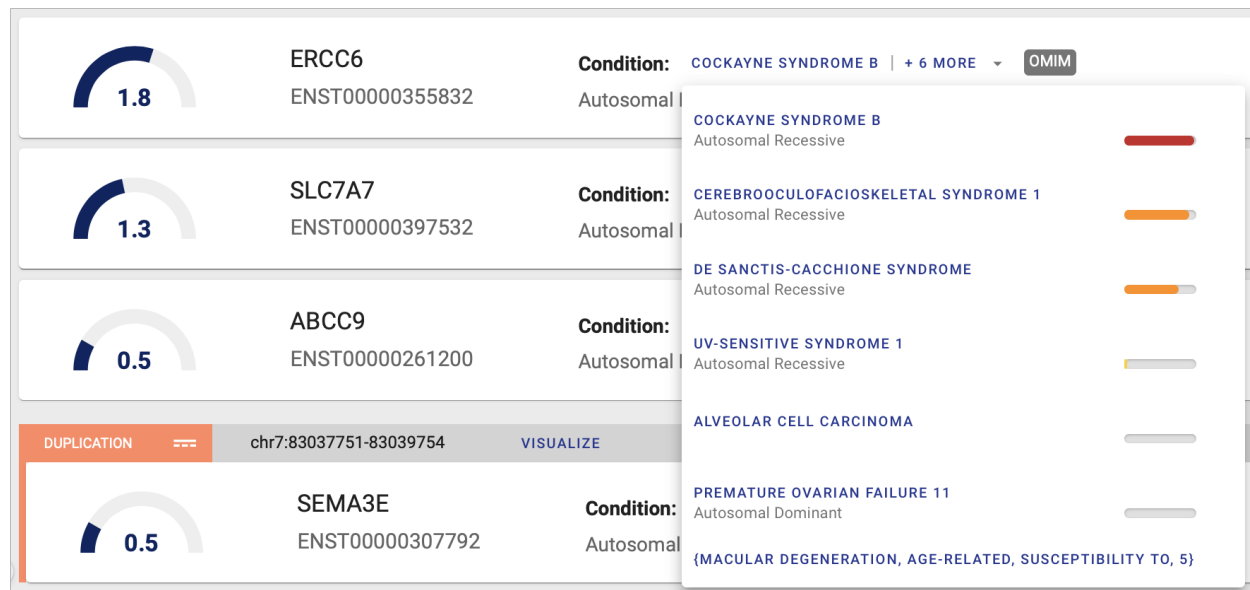 1.8
ERCC6
ENST00000355832
Condition: COCKAYNE SYNDROME B | + 6 MORE OMIM
Autosomal
COCKAYNE SYNDROME B
Autosomal Recessive
CEREBROOCULOFACIOSKELETAL SYNDROME 1
Autosomal Recessive
DE SANCTIS-CACCHIONE SYNDROME
Autosomal Recessive
UV-SENSITIVE SYNDROME 1
Autosomal Recessive
ALVEOLAR CELL CARCINOMA
PREMATURE OVARIAN FAILURE 11
Autosomal Dominant
{MACULAR DEGENERATION, AGE-RELATED, SUSCEPTIBILITY TO, 5}
1.3
SLC7A7
ENST00000397532
Condition:
Autosomal
0.5
ABCC9
ENST00000261200
Condition:
Autosomal
DUPLICATION chr7:83037751-83039754 VISUALIZE
0.5
SEMA3E
ENST00000307792
Condition:
Autosomal